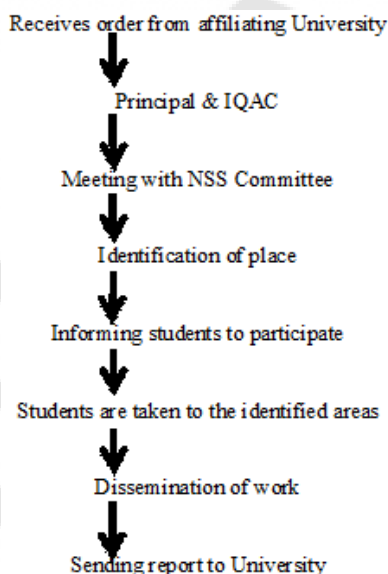 Receives order from affiliating University
Principal & IQAC
Meeting with NSS Committee
Identification of place
Informing students to participate
Students are taken to the identified areas
Dissemination of work
Sending report to University